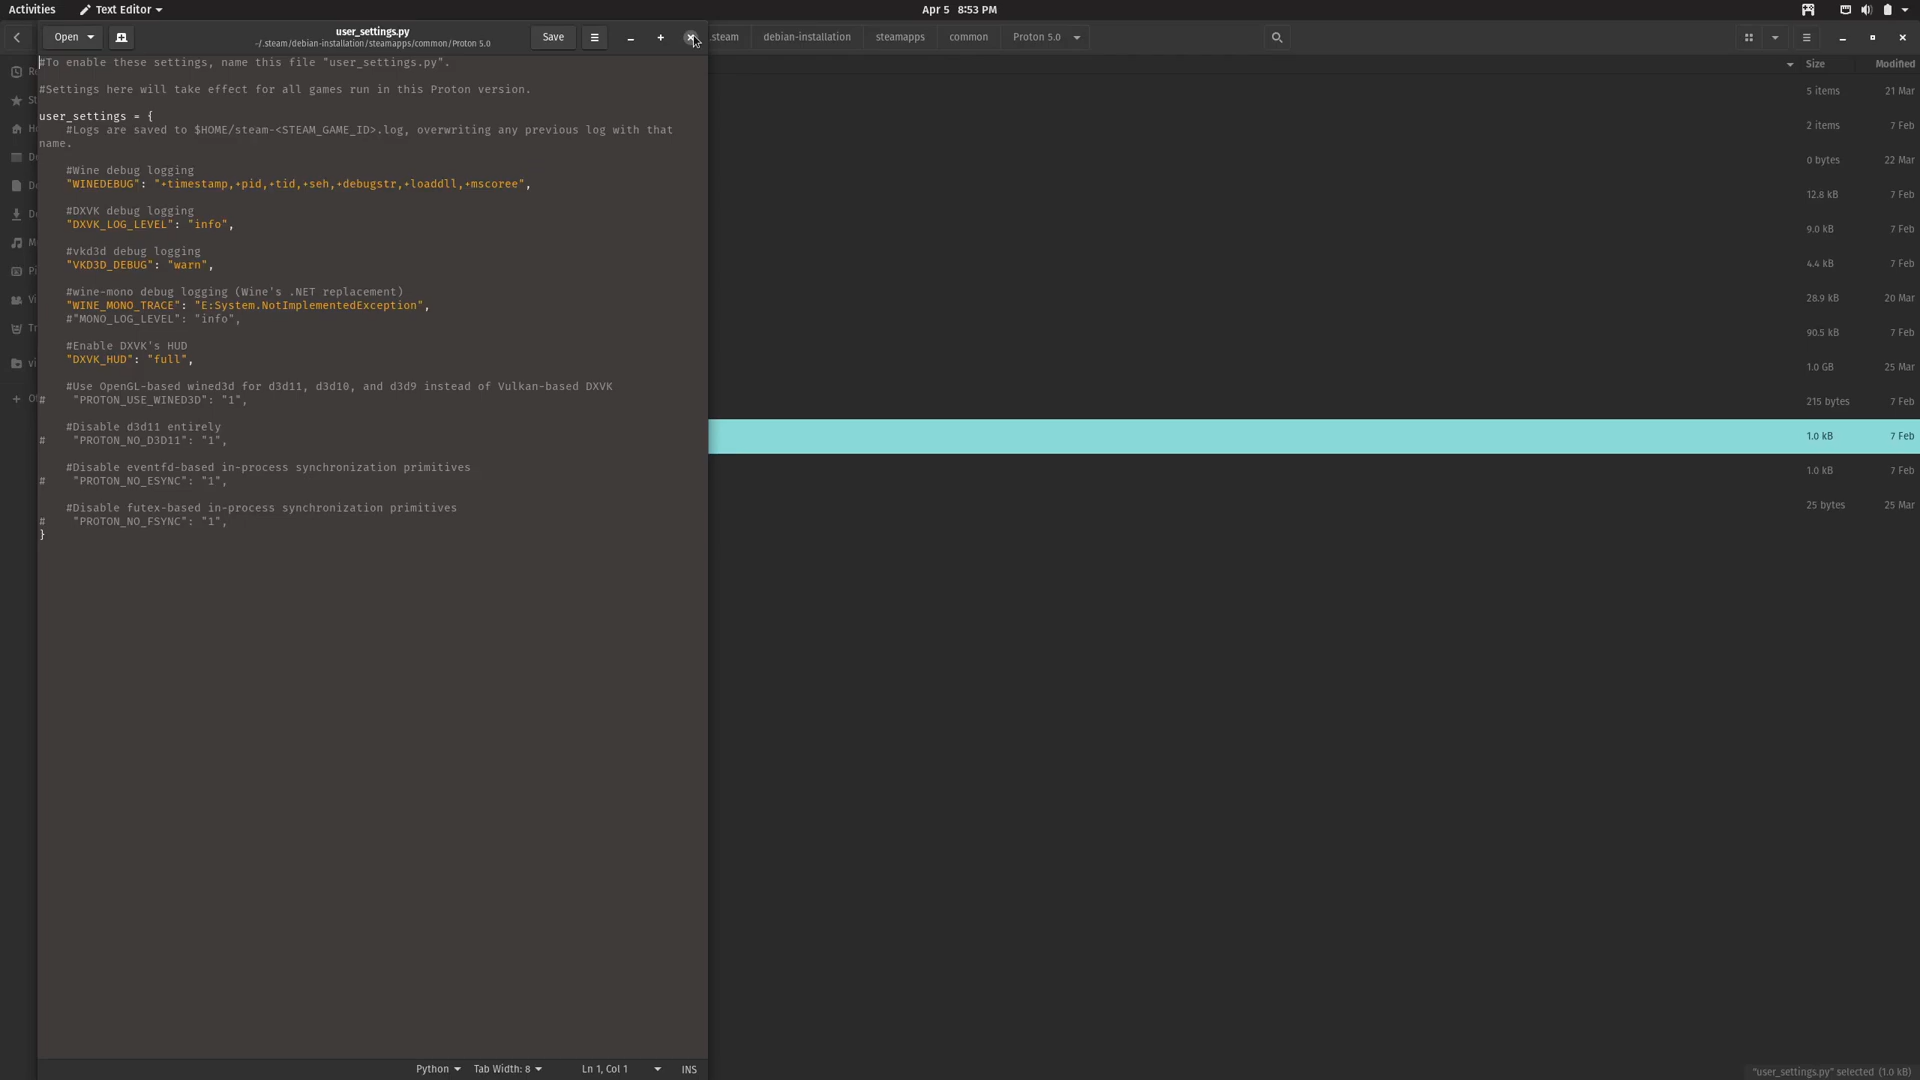 Activities
Text Editor
Apr 5 8:53 PM
Open
user_settings.py
~/.steam/debian-installation/steamapps/common/Proton 5.0
Save
.steam
debian-installation
steamapps
common
Proton 5.0
Size
Modified
#To enable these settings, name this file "user_settings.py".
#Settings here will take effect for all games run in this Proton version.
user_settings = {
#Logs are saved to $HOME/steam-<STEAM_GAME_ID>.log, overwriting any previous log with that
name.
#Wine debug logging
"WINEDEBUG": "+timestamp,+pid,+tid,+seh,+debugstr,+loaddll,+mscoree",
#DXVK debug logging
"DXVK_LOG_LEVEL": "info",
#vkd3d debug logging
"VKD3D_DEBUG": "warn",
#wine-mono debug logging (Wine's .NET replacement)
"WINE_MONO_TRACE": "E:System.NotImplementedException",
#"MONO_LOG_LEVEL": "info",
#Enable DXVK's HUD
"DXVK_HUD": "full",
#Use OpenGL-based wined3d for d3d11, d3d10, and d3d9 instead of Vulkan-based DXVK
# "PROTON_USE_WINED3D": "1",
#Disable d3d11 entirely
# "PROTON_NO_D3D11": "1",
#Disable eventfd-based in-process synchronization primitives
# "PROTON_NO_ESYNC": "1",
#Disable futex-based in-process synchronization primitives
# "PROTON_NO_FSYNC": "1",
}
5 items 21 Mar
2 items 7 Feb
0 bytes 22 Mar
12.8 kB 7 Feb
9.0 kB 7 Feb
4.4 kB 7 Feb
28.9 kB 20 Mar
90.5 kB 7 Feb
1.0 GB 25 Mar
215 bytes 7 Feb
1.0 kB 7 Feb
1.0 kB 7 Feb
25 bytes 25 Mar
Python
Tab Width: 8
Ln 1, Col 1
INS
"user_settings.py" selected (1.0 kB)